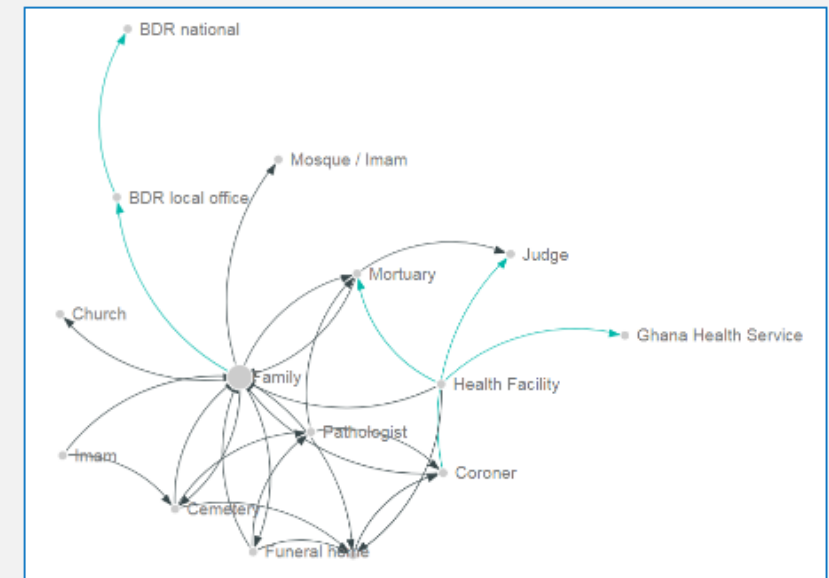 BDR national
Mosque / Imam
BDR local office
Judge
Mortuary
Church
Ghana Health Service
Family
Health Facility
Pathologist
Imam
Coroner
Cemetery
Funeral home